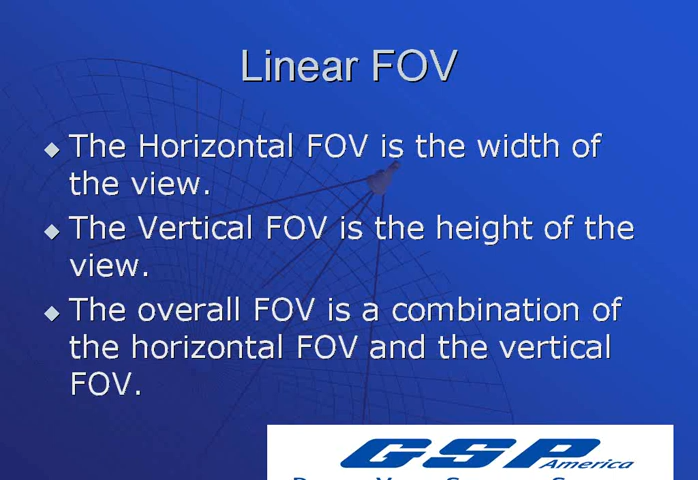 Linear FOV
The Horizontal FOV is the width of
the view.
The Vertical FOV is the height of the
view.
The overall FOV is a combination of
the horizontal FOV and the vertical
FOV.
GSP America